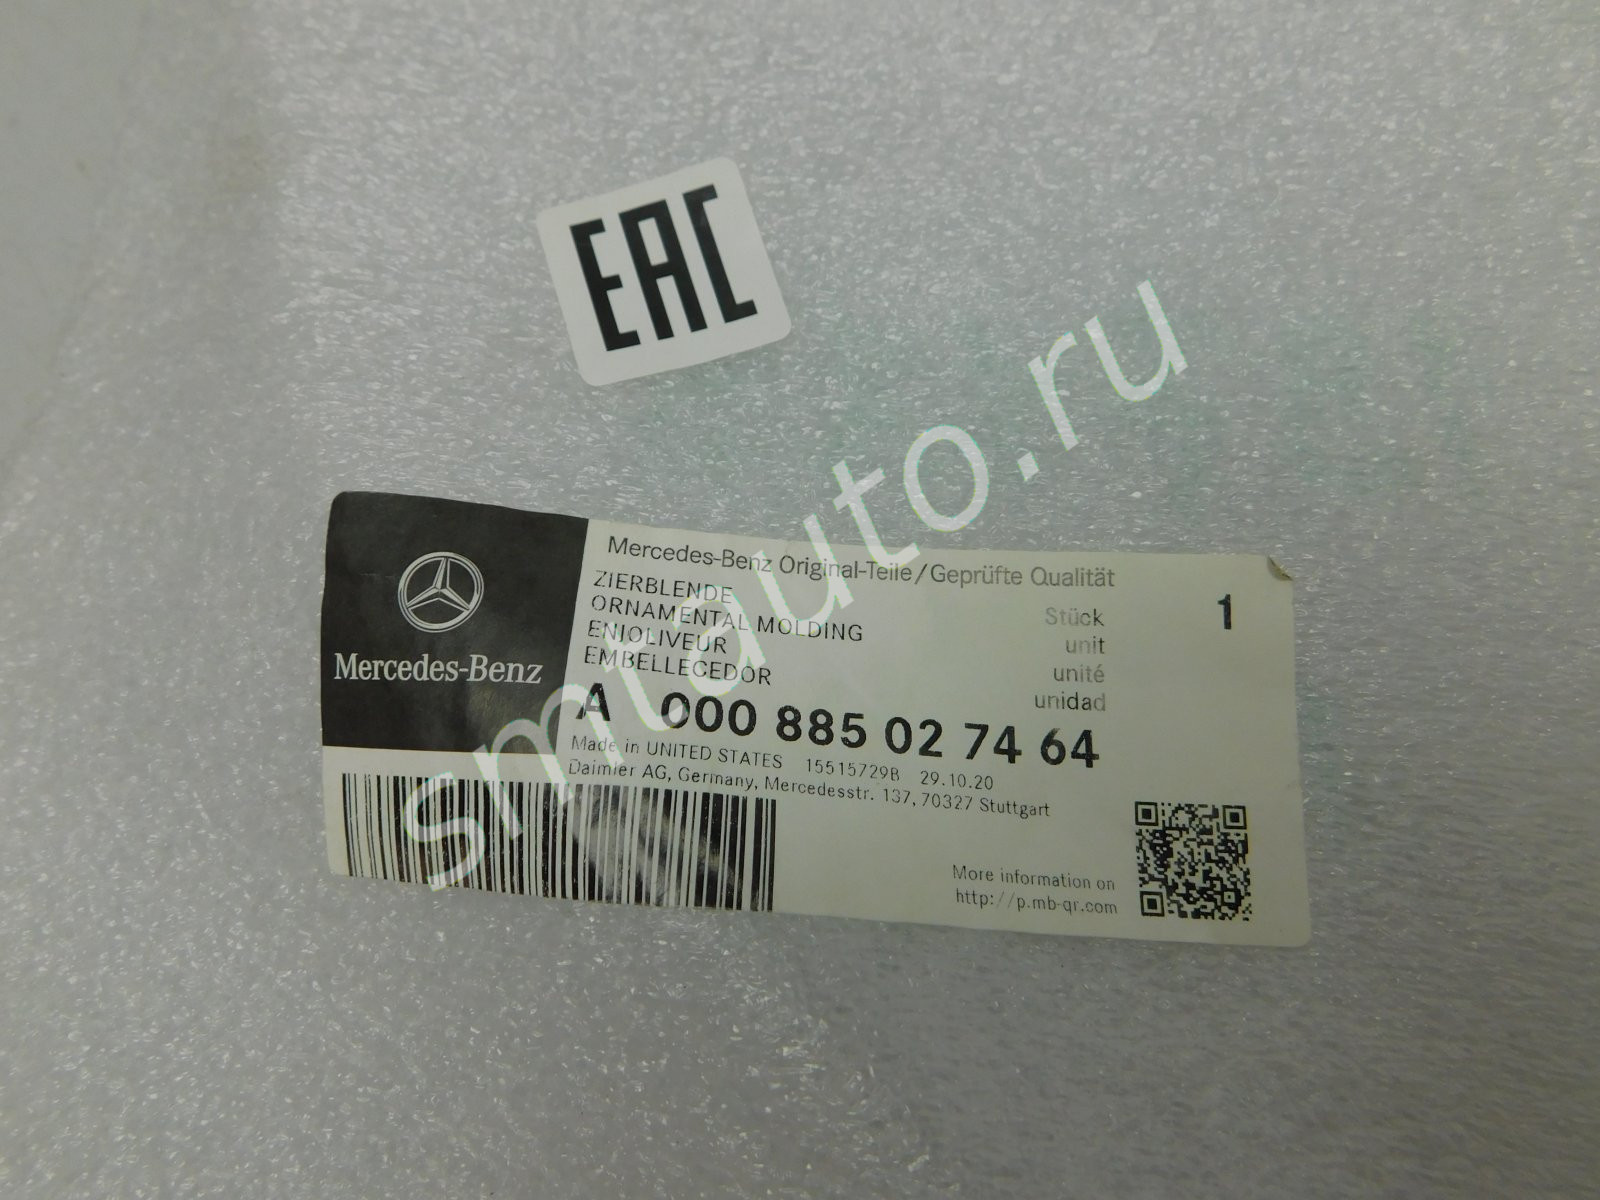 EAC
Mercedes-Benz
Mercedes-Benz Original-Teile/Geprüfte Qualität
ZIERBLENDE
ORNAMENTAL MOLDING
ENJOLIVEUR
EMBELLECEDOR
Stück
unit
unité
unidad
1
A 000 885 02 74 64
Made in UNITED STATES 15515729B 29.10.20
Daimler AG, Germany, Mercedesstr. 137, 70327 Stuttgart
More information on
http://p.mb-qr.com
smtauto.ru